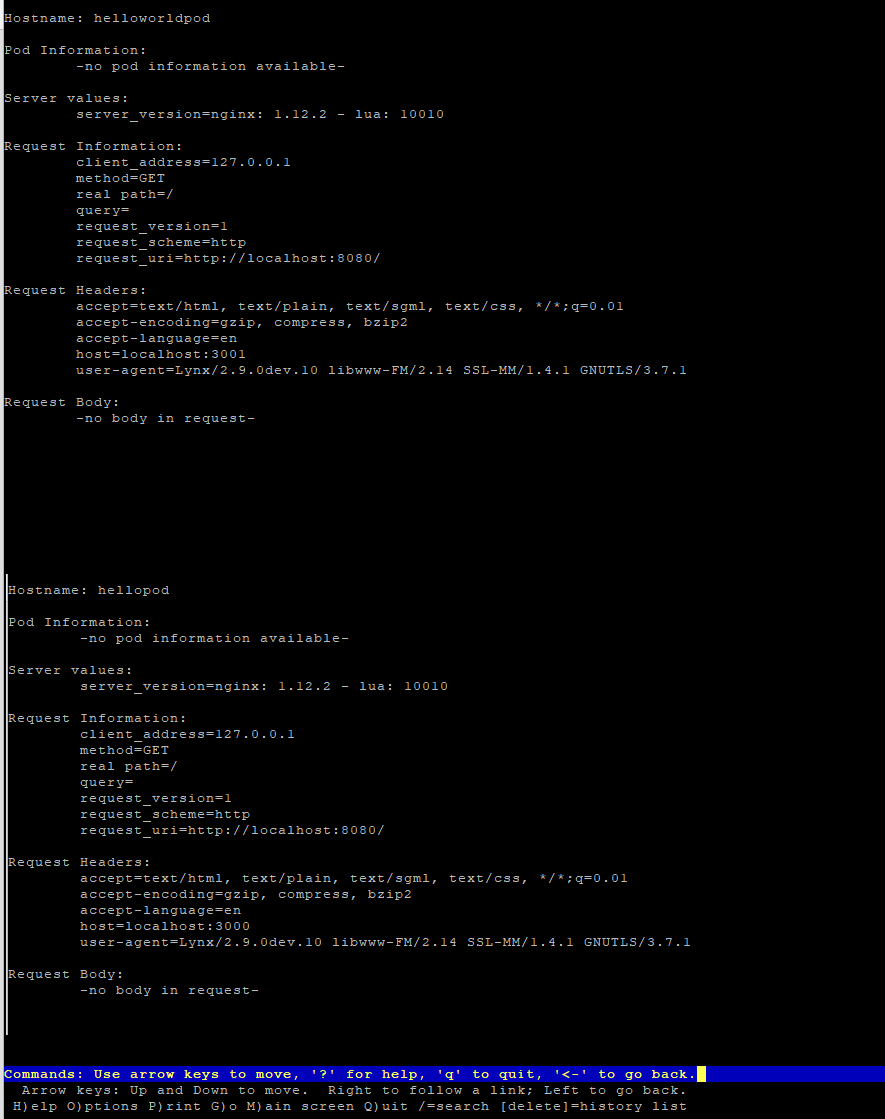 Hostname: helloworldpod
Pod Information:
-no pod information available-
Server values:
server_version=nginx: 1.12.2 - lua: 10010
Request Information:
client_address=127.0.0.1
method=GET
real path=/
query=
request_version=1
request_scheme=http
request_uri=http://localhost:8080/
Request Headers:
accept=text/html, text/plain, text/sgml, text/css, */*;q=0.01
accept-encoding=gzip, compress, bzip2
accept-language=en
host=localhost:3001
user-agent=Lynx/2.9.0dev.10 libwww-FM/2.14 SSL-MM/1.4.1 GNUTLS/3.7.1
Request Body:
-no body in request-
Hostname: hellopod
Pod Information:
-no pod information available-
Server values:
server_version=nginx: 1.12.2 - lua: 10010
Request Information:
client_address=127.0.0.1
method=GET
real path=/
query=
request_version=1
request_scheme=http
request_uri=http://localhost:8080/
Request Headers:
accept=text/html, text/plain, text/sgml, text/css, */*;q=0.01
accept-encoding=gzip, compress, bzip2
accept-language=en
host=localhost:3000
user-agent=Lynx/2.9.0dev.10 libwww-FM/2.14 SSL-MM/1.4.1 GNUTLS/3.7.1
Request Body:
-no body in request-
Commands: Use arrow keys to move, '?' for help, 'q' to quit, '<-' to go back.
Arrow keys: Up and Down to move.  Right to follow a link; Left to go back.
H)elp O)ptions P)rint G)o M)ain screen Q)uit /=search [delete]=history list